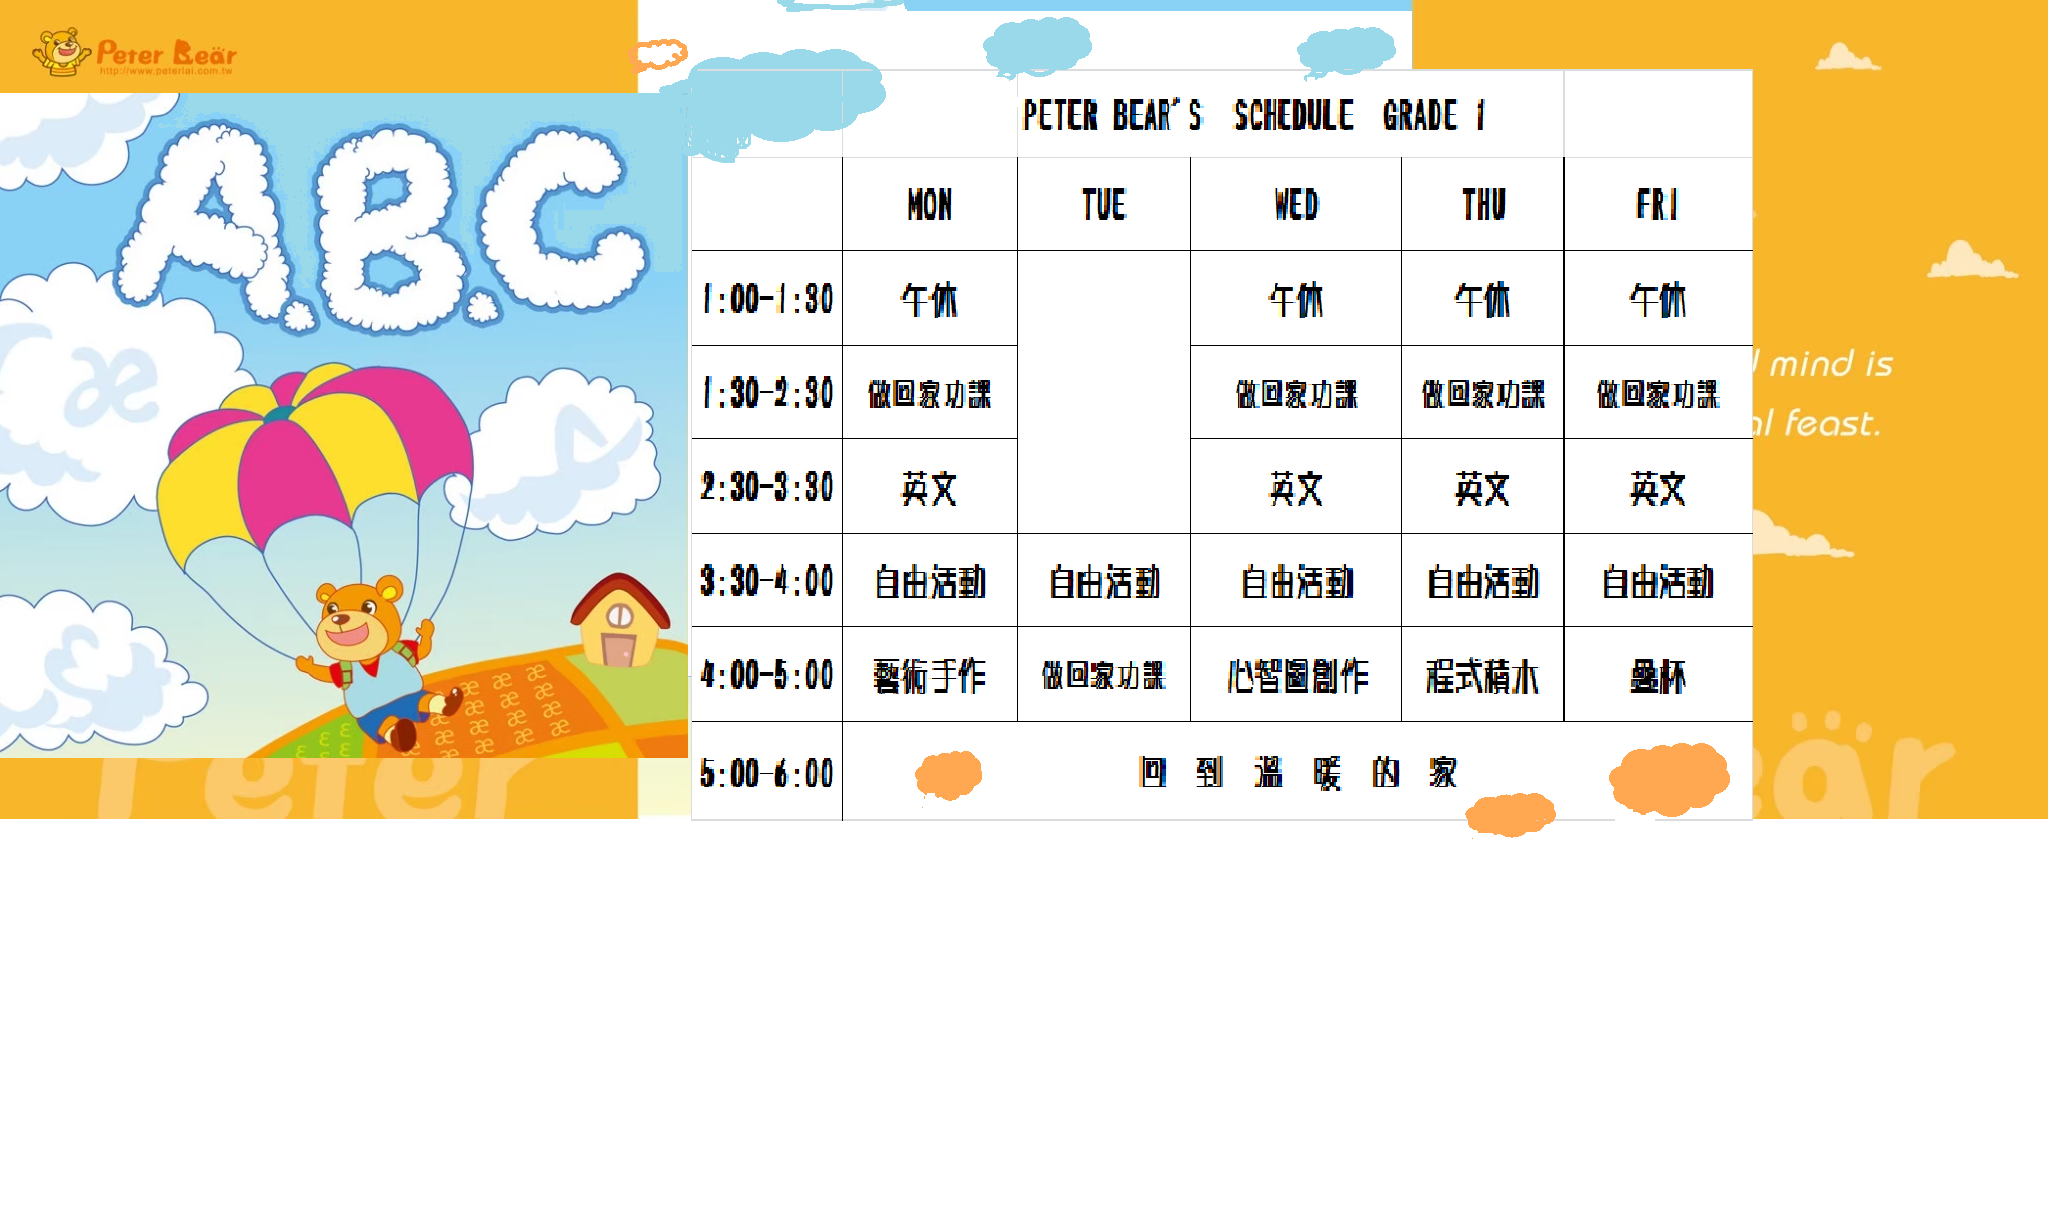 Peter Bear
http://www.peterlai.com.tw
A.B.C
æ
PETER BEAR'S SCHEDULE GRADE 1
MON TUE WED THU FRI
1:00-1:30 午休 午休 午休 午休
1:30-2:30 做回家功課 做回家功課 做回家功課 做回家功課
2:30-3:30 英文 英文 英文 英文
3:30-4:00 自由活動 自由活動 自由活動 自由活動 自由活動
4:00-5:00 藝術手作 做回家功課 心智圖創作 程式積木 疊杯
5:00-6:00 回到溫暖的家
mind is
feast.
Peter